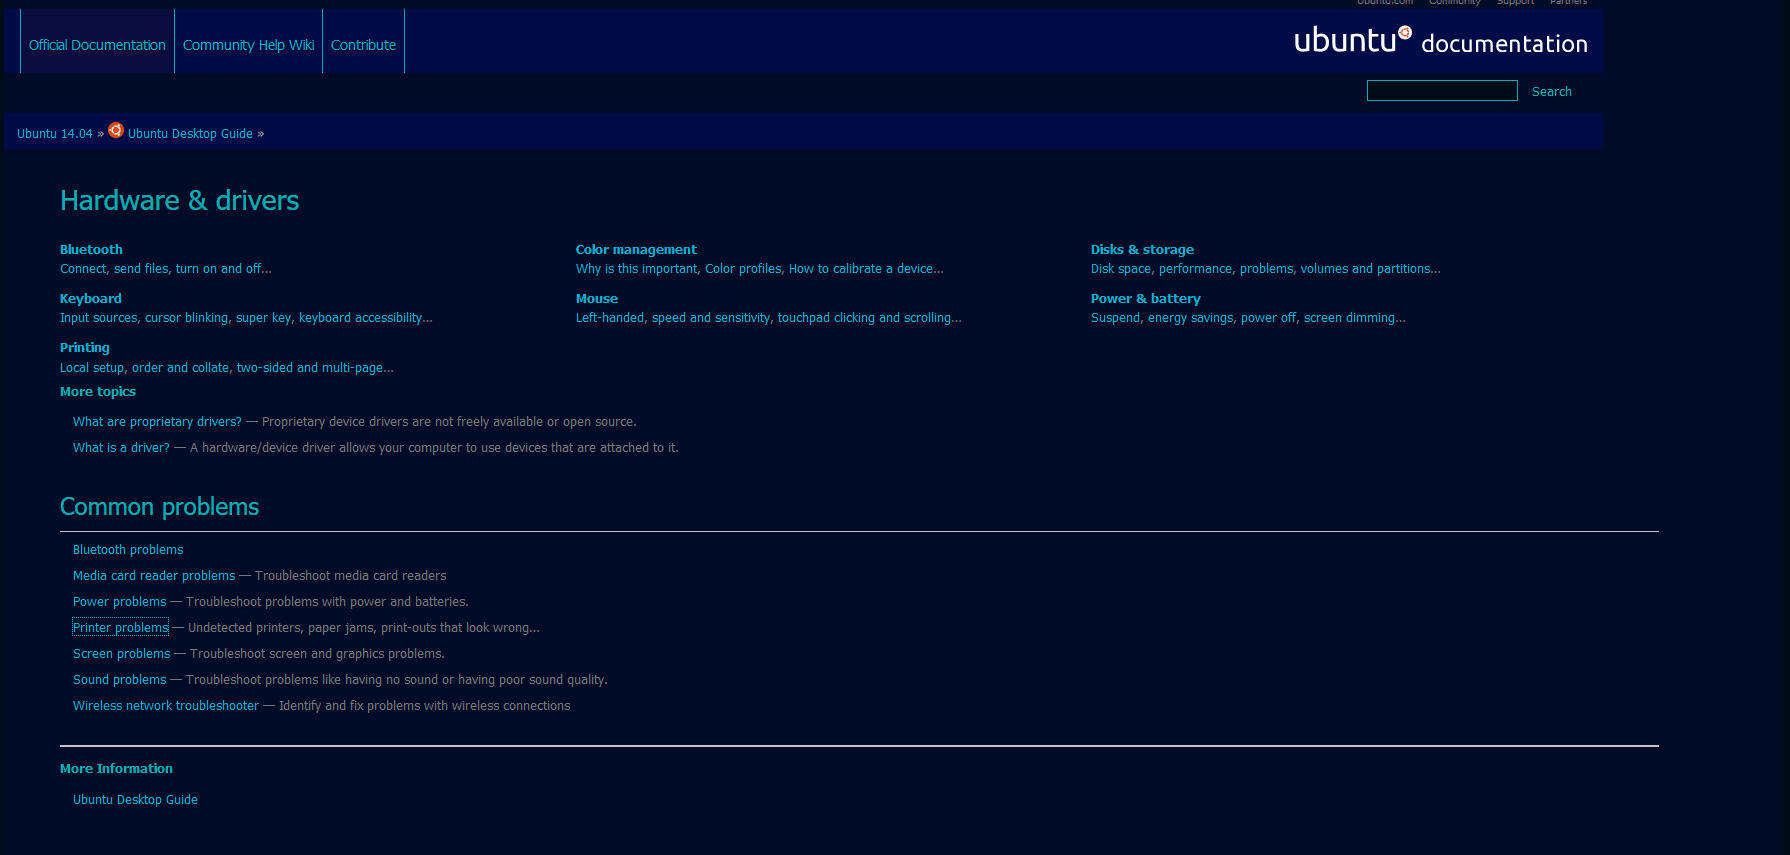 Ubuntu.com Community Support Partners
Official Documentation Community Help Wiki Contribute
ubuntu documentation
Search
Ubuntu 14.04 » Ubuntu Desktop Guide »
Hardware & drivers
Bluetooth
Connect, send files, turn on and off...
Color management
Why is this important, Color profiles, How to calibrate a device...
Disks & storage
Disk space, performance, problems, volumes and partitions...
Keyboard
Input sources, cursor blinking, super key, keyboard accessibility...
Mouse
Left-handed, speed and sensitivity, touchpad clicking and scrolling...
Power & battery
Suspend, energy savings, power off, screen dimming...
Printing
Local setup, order and collate, two-sided and multi-page...
More topics
What are proprietary drivers? — Proprietary device drivers are not freely available or open source.
What is a driver? — A hardware/device driver allows your computer to use devices that are attached to it.
Common problems
Bluetooth problems
Media card reader problems — Troubleshoot media card readers
Power problems — Troubleshoot problems with power and batteries.
Printer problems — Undetected printers, paper jams, print-outs that look wrong...
Screen problems — Troubleshoot screen and graphics problems.
Sound problems — Troubleshoot problems like having no sound or having poor sound quality.
Wireless network troubleshooter — Identify and fix problems with wireless connections
More Information
Ubuntu Desktop Guide